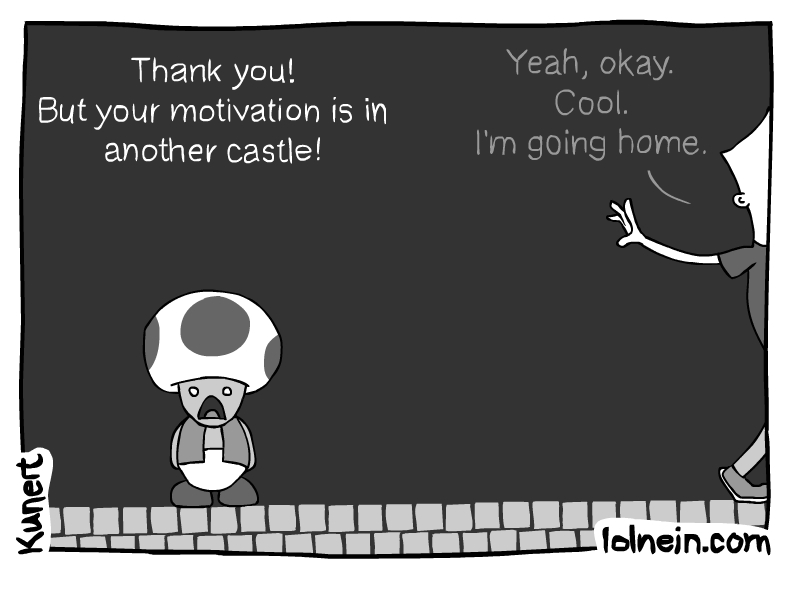 Thank you!
But your motivation is in
another castle!
Yeah, okay.
Cool.
I'm going home.
Kunert
lolnein.com